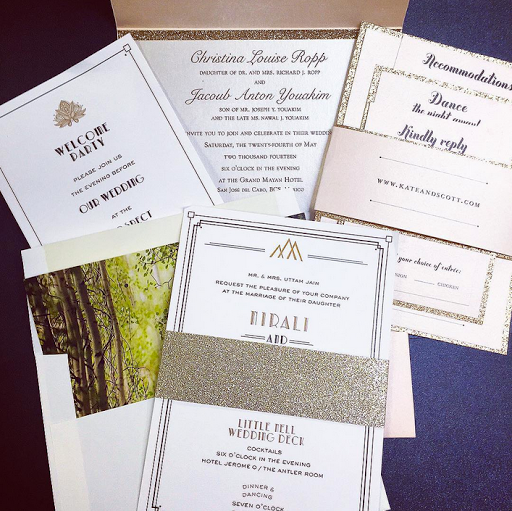 WELCOME
PARTY
PLEASE JOIN US
THE EVENING BEFORE
OUR WEDDING
AT THE
Christina Louise Ropp
DAUGHTER OF DR. AND MRS. RICHARD J. ROPP
AND
Jacoub Anton Youakim
SON OF MR. JOSEPH Y. YOUAKIM
AND THE LATE MS. NAWAL J. YOUAKIM
INVITE YOU TO JOIN AND CELEBRATE IN THEIR WEDDING
SATURDAY, THE TWENTY-FOURTH OF MAY
TWO THOUSAND FOURTEEN
SIX O'CLOCK IN THE EVENING
AT THE GRAND MAYAN HOTEL
SAN JOSE DEL CABO,
Accommodations
Dance
the night away
Kindly reply
WWW.KATEANDSCOTT.COM
your choice of entrée:
CHICKEN
MR. & MRS. UTTAM JAIN
REQUEST THE PLEASURE OF YOUR COMPANY
AT THE MARRIAGE OF THEIR DAUGHTER
NIRALI
AND
LITTLE NELL
WEDDING DECK
COCKTAILS
SIX O'CLOCK IN THE EVENING
HOTEL JEROME / THE ANTLER ROOM
DINNER &
DANCING
SEVEN O'CLOCK